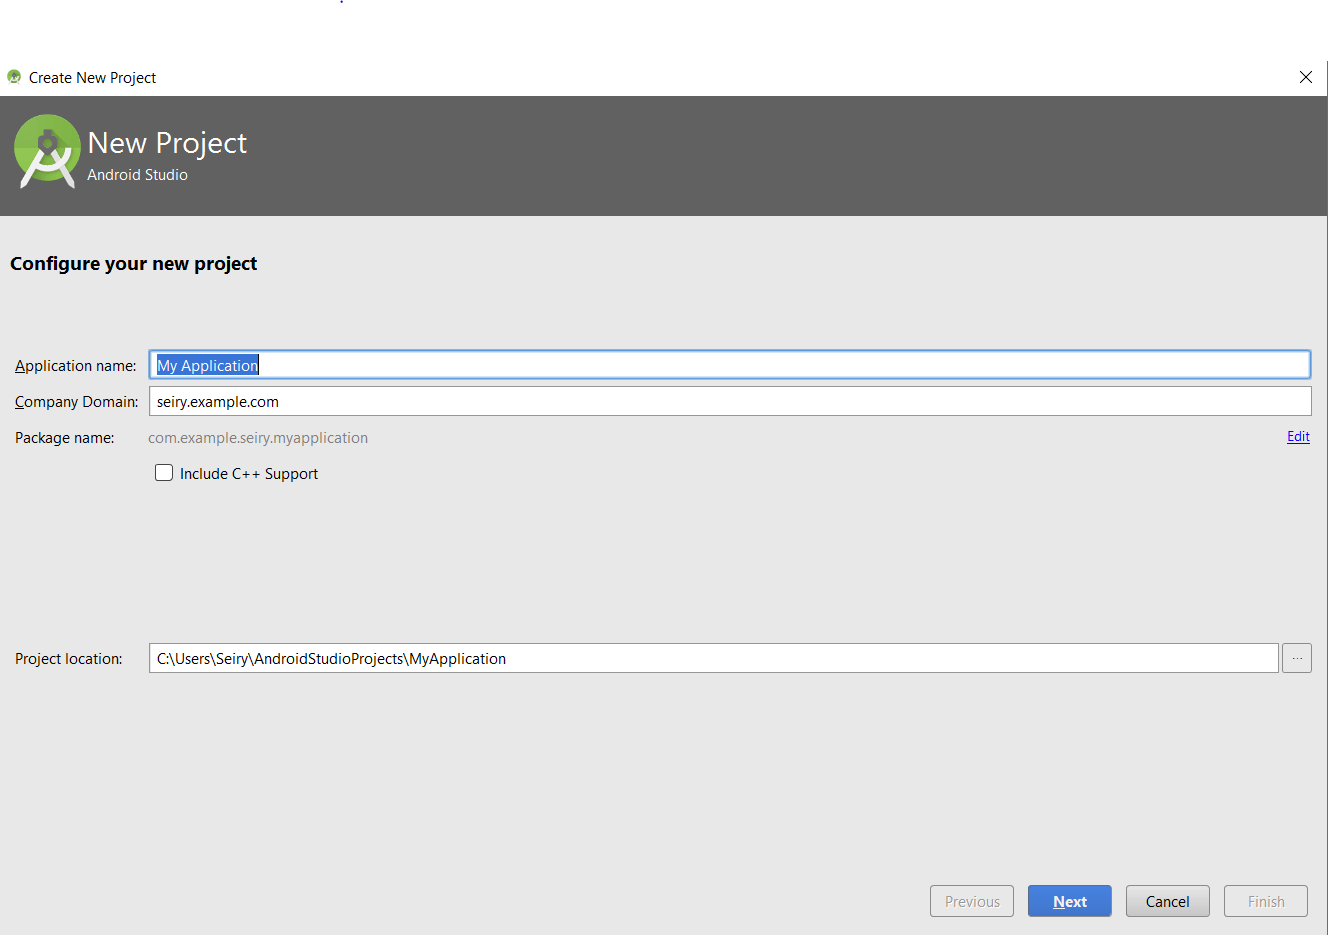 Create New Project
New Project
Android Studio
Configure your new project
Application name: My Application
Company Domain: seiry.example.com
Package name: com.example.seiry.myapplication Edit
Include C++ Support
Project location: C:\Users\Seiry\AndroidStudioProjects\MyApplication ...
Previous Next Cancel Finish